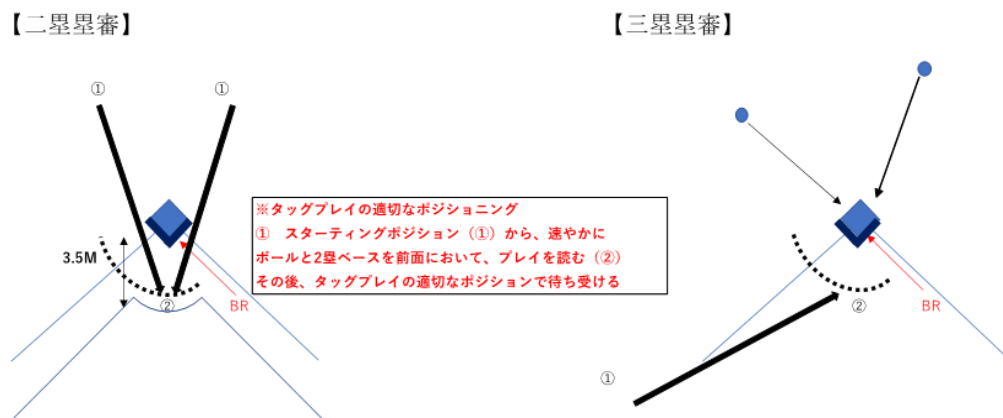 【二塁塁審】
【三塁塁審】
① ①
※タッグプレイの適切なポジショニング
① スターティングポジション（①）から、速やかに
ボールと2塁ベースを前面において、プレイを読む（②）
その後、タッグプレイの適切なポジションで待ち受ける
3.5M
②
BR
②
BR
①